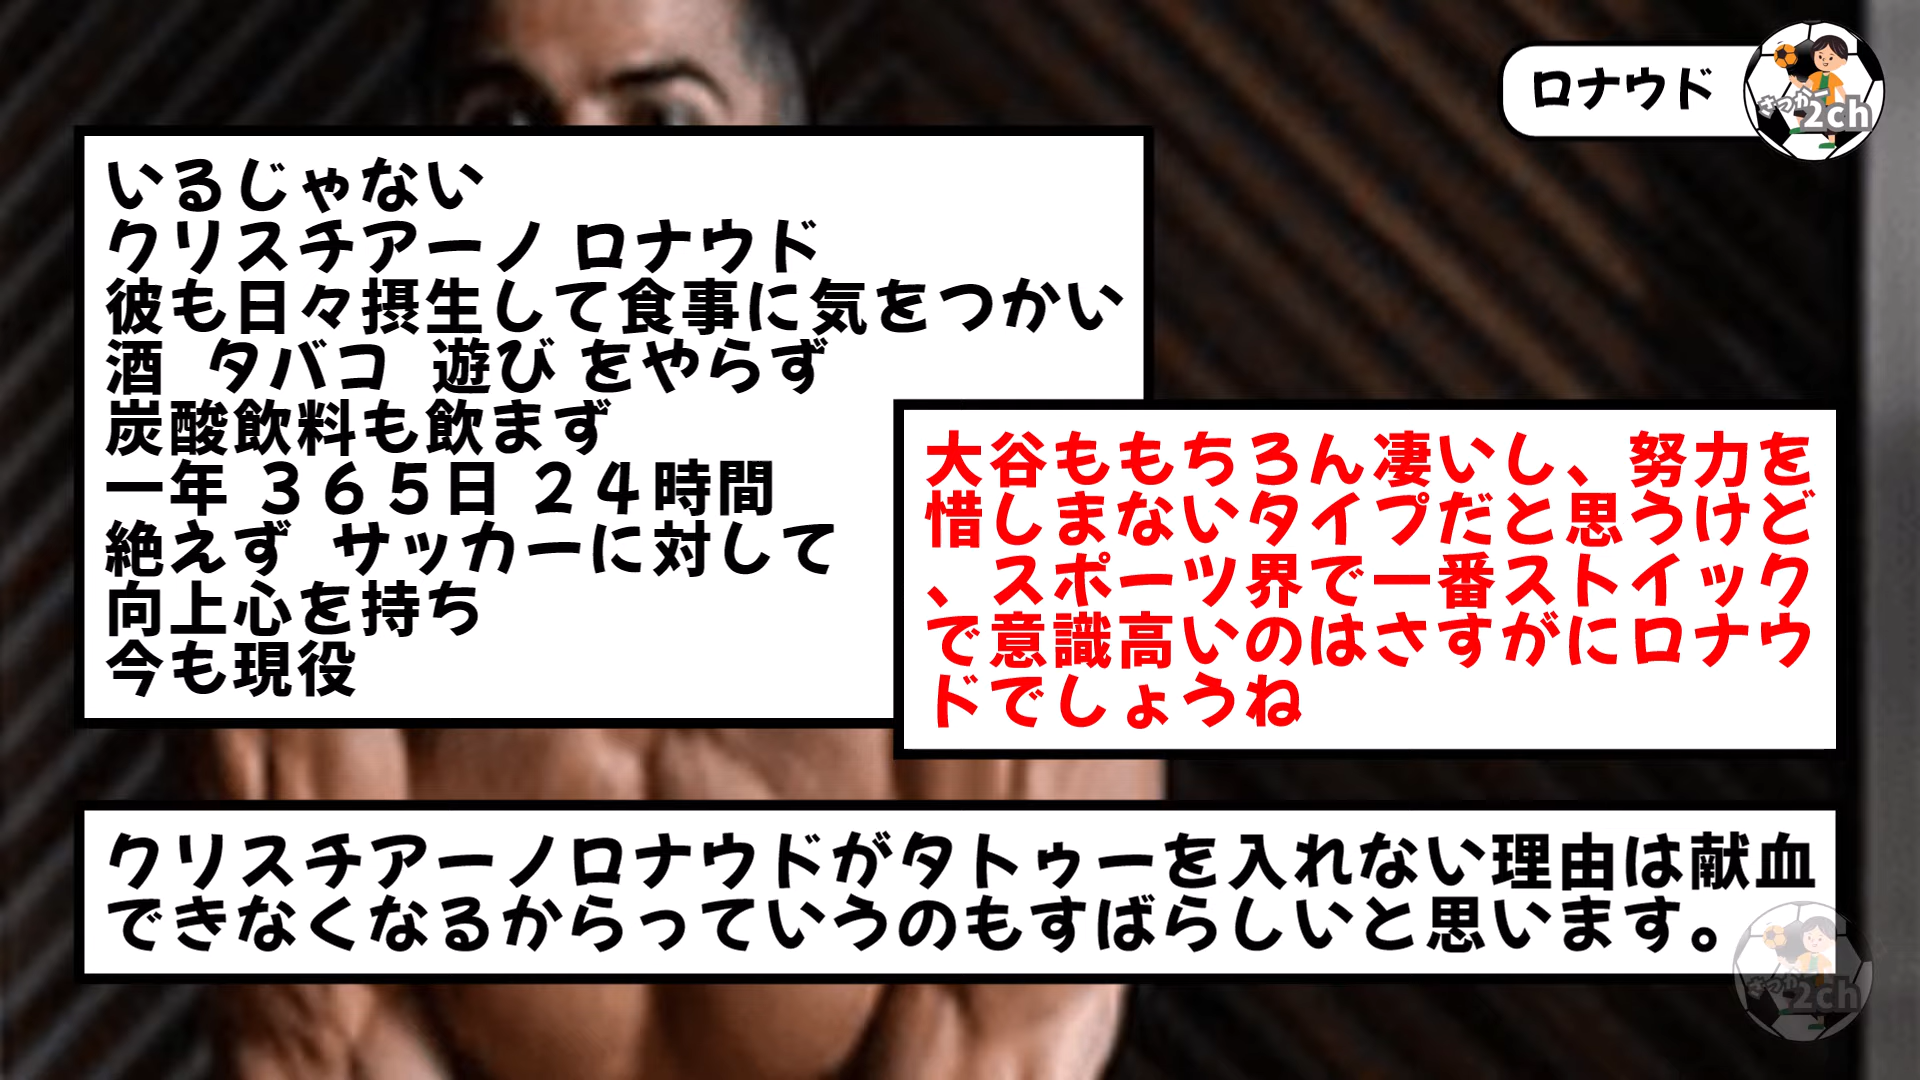 ロナウド
さっかー
2ch
いるじゃない
クリスチアーノ ロナウド
彼も日々摂生して食事に気をつかい
酒 タバコ 遊び をやらず
炭酸飲料も飲まず
一年 3６５日 ２４時間
絶えず サッカーに対して
向上心を持ち
今も現役
大谷ももちろん凄いし、努力を
惜しまないタイプだと思うけど
、スポーツ界で一番ストイック
で意識高いのはさすがにロナウ
ドでしょうね
クリスチアーノロナウドがタトゥーを入れない理由は献血
できなくなるからっていうのもすばらしいと思います。
さっかー
2ch